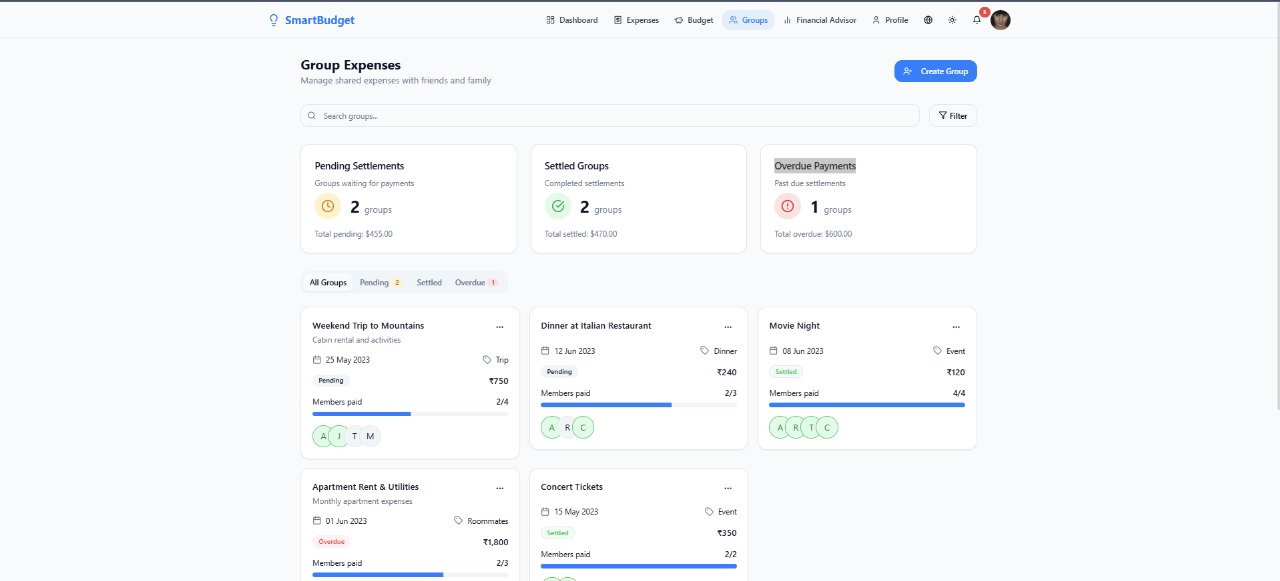 SmartBudget
Dashboard Expenses Budget Groups Financial Advisor Profile 3
Group Expenses
Manage shared expenses with friends and family
Create Group
Search groups...
Filter
Pending Settlements
Groups waiting for payments
2 groups
Total pending: $455.00
Settled Groups
Completed settlements
2 groups
Total settled: $470.00
Overdue Payments
Past due settlements
1 groups
Total overdue: $600.00
All Groups Pending 2 Settled Overdue 1
Weekend Trip to Mountains
Cabin rental and activities
25 May 2023 Trip
Pending ₹750
Members paid 2/4
A J T M
Dinner at Italian Restaurant
12 Jun 2023 Dinner
Pending ₹240
Members paid 2/3
A R C
Movie Night
08 Jun 2023 Event
Settled ₹120
Members paid 4/4
A R T C
Apartment Rent & Utilities
Monthly apartment expenses
01 Jun 2023 Roommates
Overdue ₹1,800
Members paid 2/3
Concert Tickets
15 May 2023 Event
Settled ₹350
Members paid 2/2